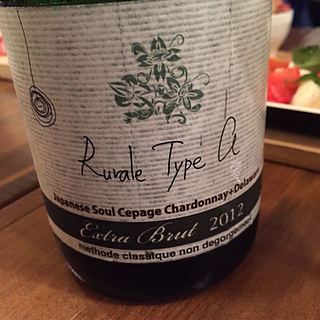 Rurale Type a
Japanese Soul Cepage Chardonnay+Delaware
Extra Brut 2012
methode classique non degorgement